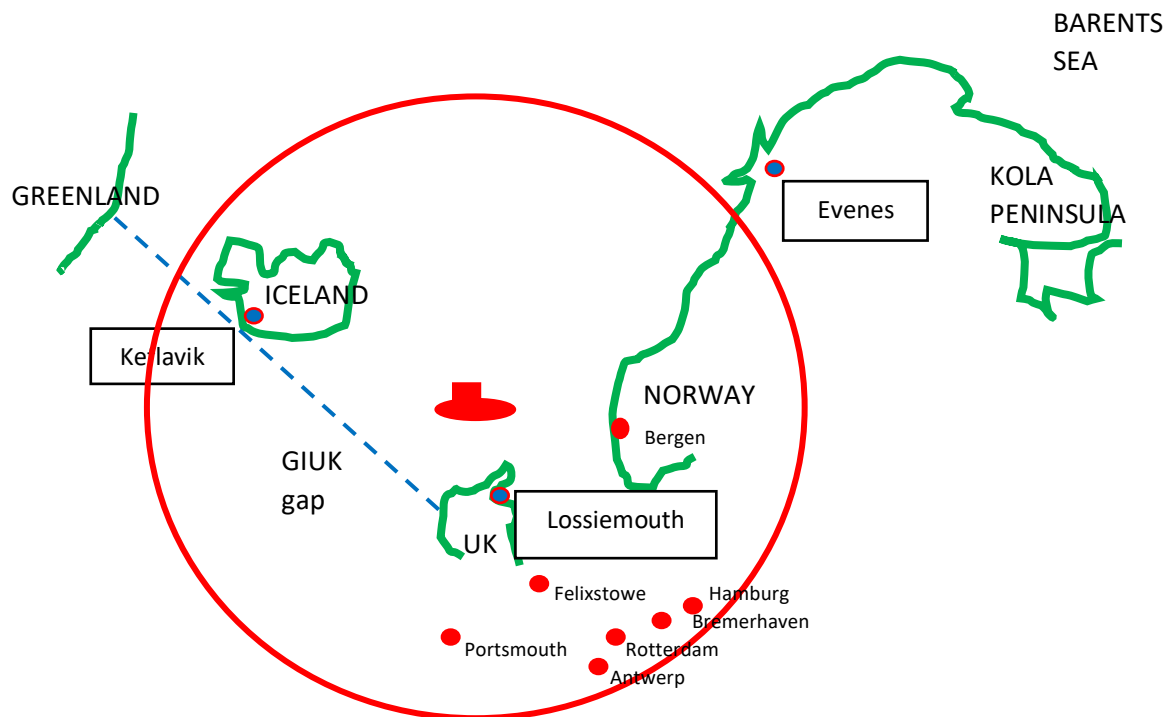 BARENTS
SEA
GREENLAND
KOLA
PENINSULA
Evenes
ICELAND
Keflavik
NORWAY
Bergen
GIUK
gap
Lossiemouth
UK
Felixstowe
Hamburg
Bremerhaven
Portsmouth
Rotterdam
Antwerp